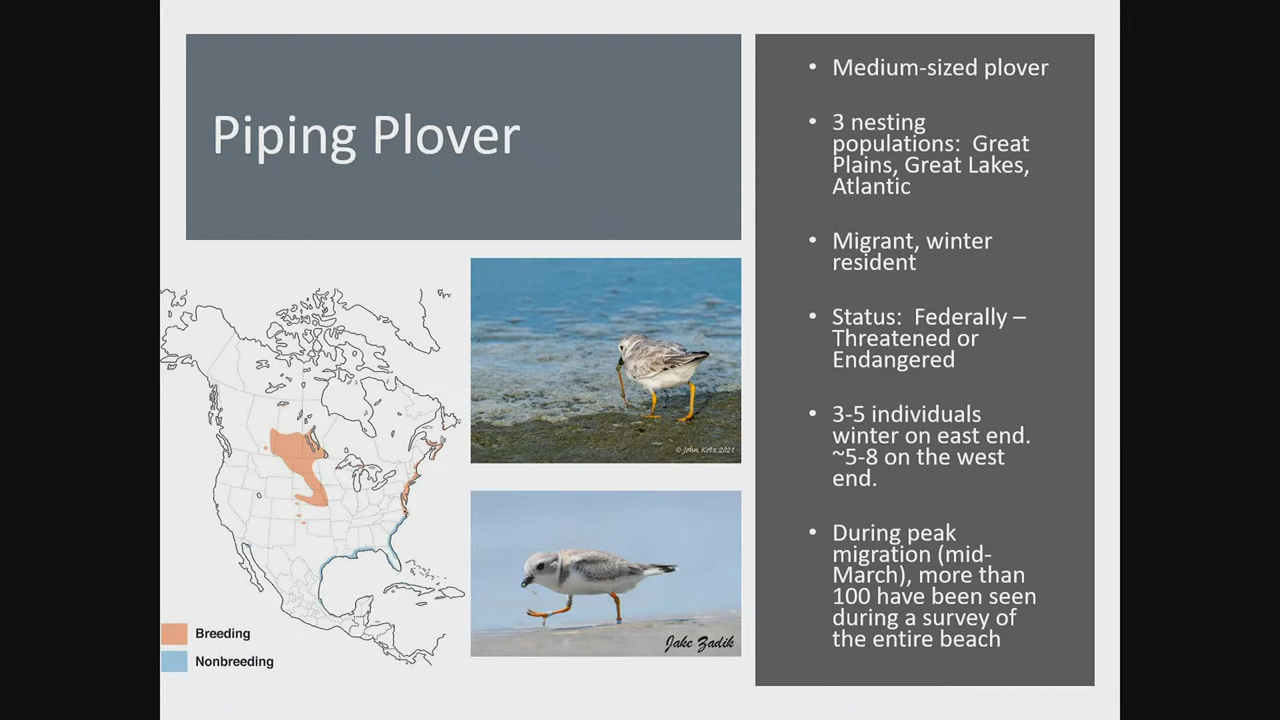 Piping Plover
Breeding
Nonbreeding
© John Kotz 2021
Jake Zadik
• Medium-sized plover
• 3 nesting
populations:  Great
Plains, Great Lakes,
Atlantic
• Migrant, winter
resident
• Status:  Federally –
Threatened or
Endangered
• 3-5 individuals
winter on east end.
~5-8 on the west
end.
• During peak
migration (mid-
March), more than
100 have been seen
during a survey of
the entire beach